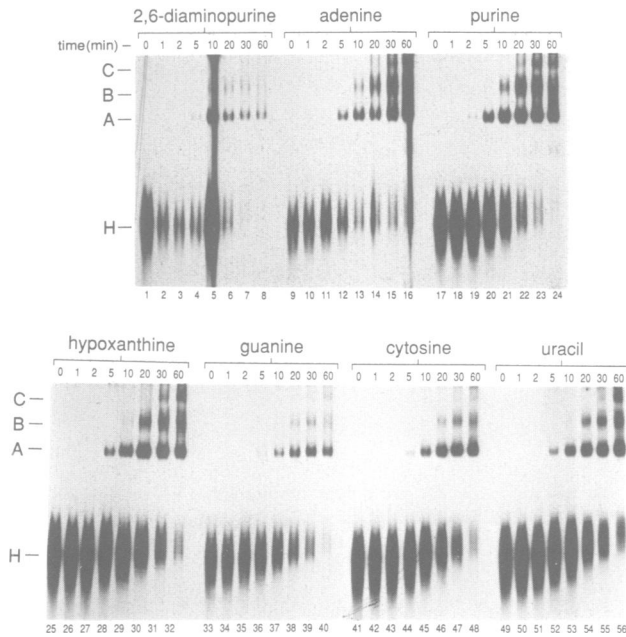 2,6-diaminopurine adenine purine
time(min) – 0 1 2 5 10 20 30 60 0 1 2 5 10 20 30 60 0 1 2 5 10 20 30 60
C
B
A
H
1 2 3 4 5 6 7 8 9 10 11 12 13 14 15 16 17 18 19 20 21 22 23 24
hypoxanthine guanine cytosine uracil
0 1 2 5 10 20 30 60 0 1 2 5 10 20 30 60 0 1 2 5 10 20 30 60 0 1 2 5 10 20 30 60
C
B
A
H
25 26 27 28 29 30 31 32 33 34 35 36 37 38 39 40 41 42 43 44 45 46 47 48 49 50 51 52 53 54 55 56